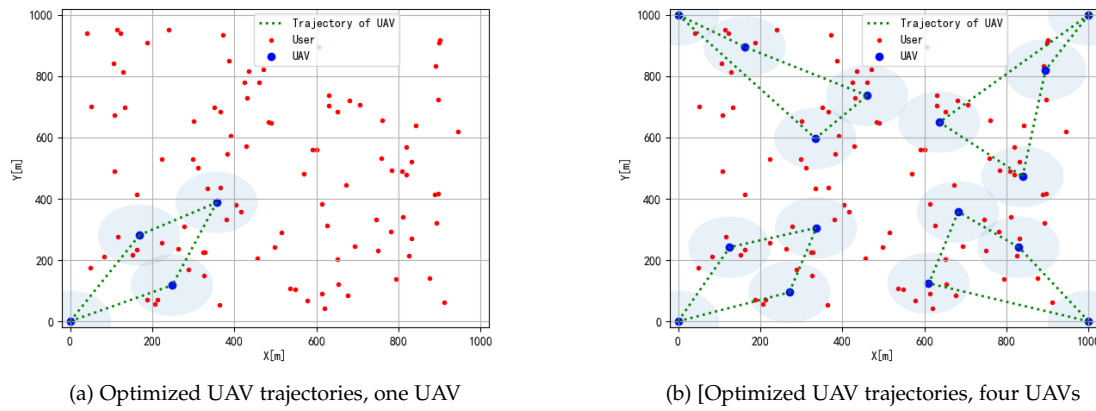 Trajectory of UAV
User
UAV
1000
800
600
400
200
0
Y[m]
0 200 400 600 800 1000
X[m]
(a) Optimized UAV trajectories, one UAV
Trajectory of UAV
User
UAV
1000
800
600
400
200
0
Y[m]
0 200 400 600 800 1000
X[m]
(b) [Optimized UAV trajectories, four UAVs